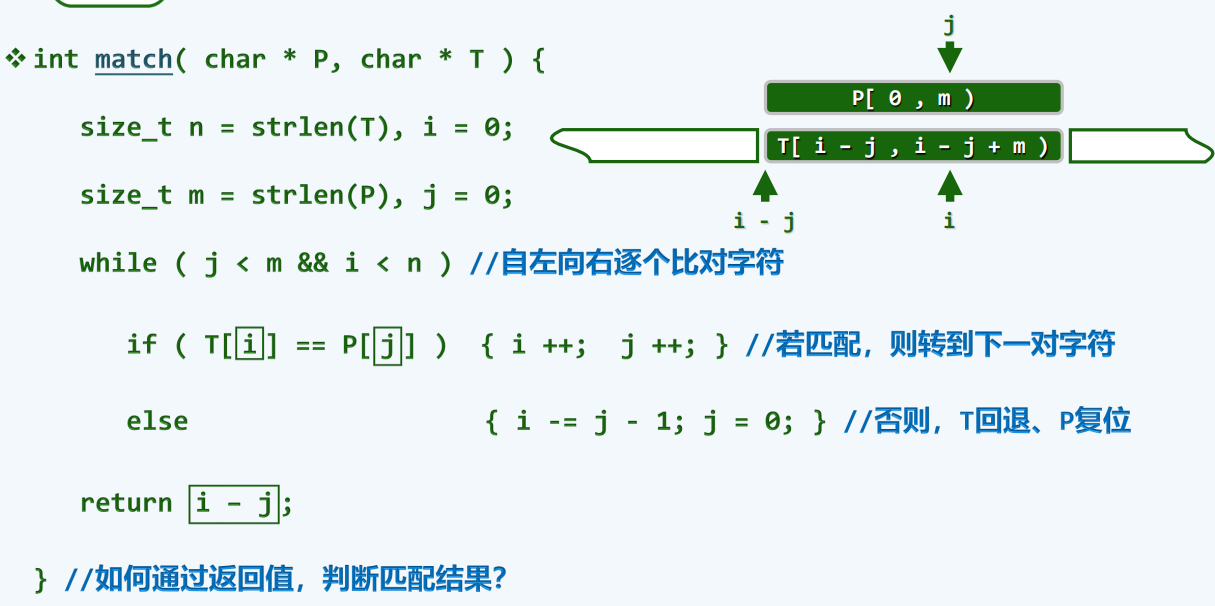 ❖ int match( char * P, char * T ) {
size_t n = strlen(T), i = 0;
size_t m = strlen(P), j = 0;
while ( j < m && i < n ) //自左向右逐个比对字符
if ( T[i] == P[j] ) { i ++; j ++; } //若匹配，则转到下一对字符
else { i -= j - 1; j = 0; } //否则，T回退、P复位
return i - j;
} //如何通过返回值，判断匹配结果？
j
P[ 0 , m )
T[ i - j , i - j + m )
i - j
i